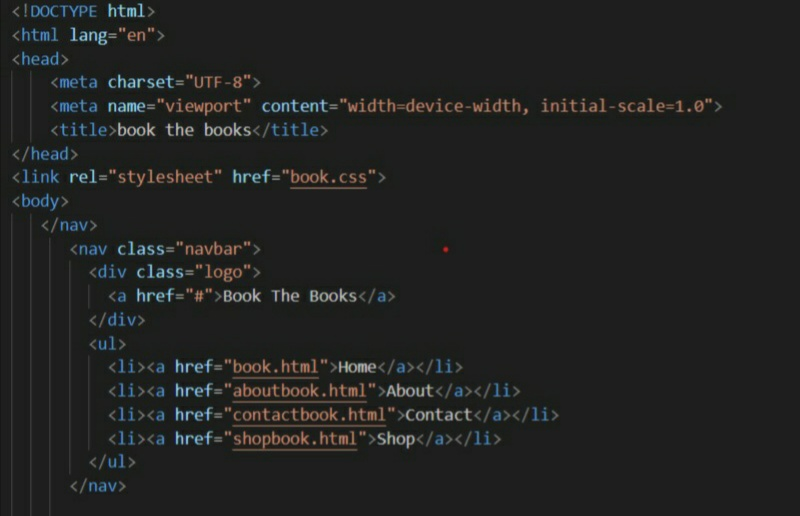 <!DOCTYPE html>
<html lang="en">
<head>
<meta charset="UTF-8">
<meta name="viewport" content="width=device-width, initial-scale=1.0">
<title>book the books</title>
</head>
<link rel="stylesheet" href="book.css">
<body>
</nav>
<nav class="navbar">
<div class="logo">
<a href="#">Book The Books</a>
</div>
<ul>
<li><a href="book.html">Home</a></li>
<li><a href="aboutbook.html">About</a></li>
<li><a href="contactbook.html">Contact</a></li>
<li><a href="shopbook.html">Shop</a></li>
</ul>
</nav>